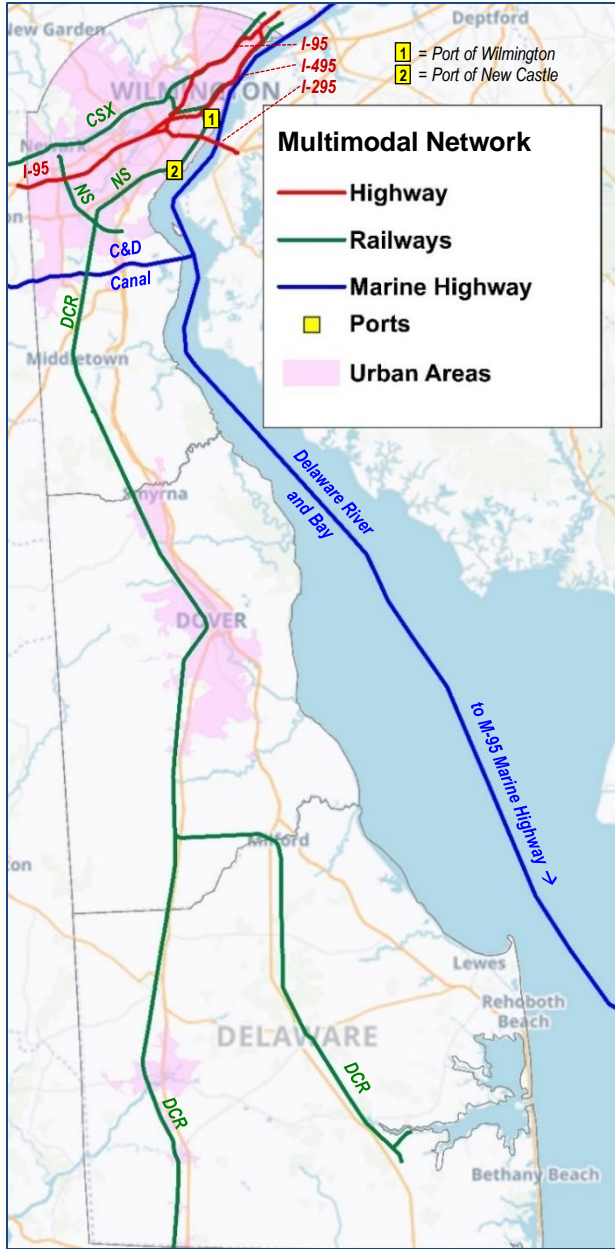 New Garden
Deptford
I-95
1 = Port of Wilmington
I-495
2 = Port of New Castle
I-295
WILMINGTON
1
CSX
Newark
I-95
2
NS
NS
Multimodal Network
Highway
Railways
Marine Highway
Ports
Urban Areas
C&D
Canal
DCR
Middletown
Smyrna
Delaware River
and Bay
DOVER
to M-95 Marine Highway →
Milford
Lewes
Rehoboth
Beach
DELAWARE
DCR
DCR
Bethany Beach